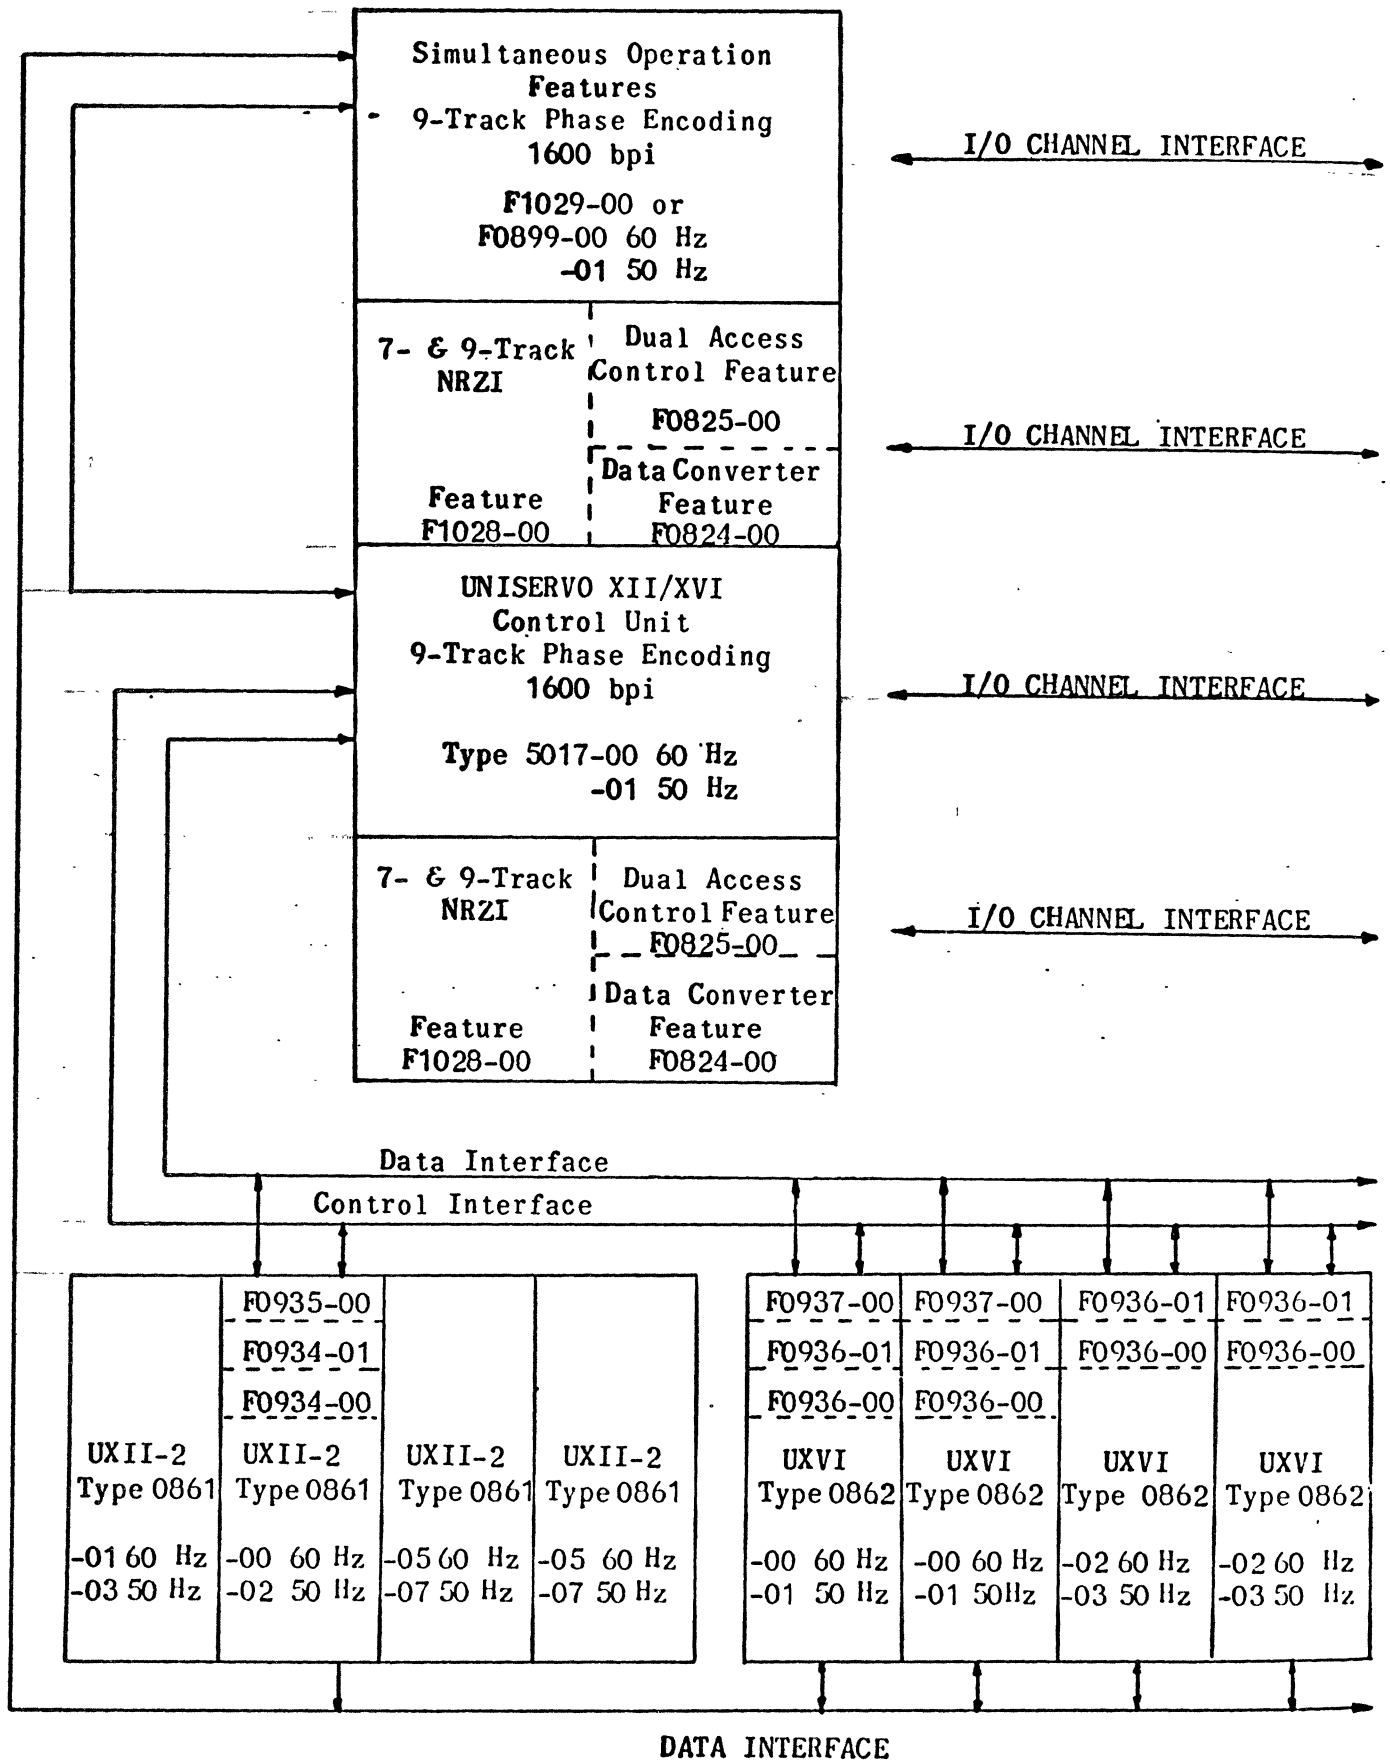 Simultaneous Operation
Features
9-Track Phase Encoding
1600 bpi
F1029-00 or
F0899-00 60 Hz
-01 50 Hz
I/O CHANNEL INTERFACE
7- & 9-Track
NRZI
Feature
F1028-00
Dual Access
Control Feature
F0825-00
Data Converter
Feature
F0824-00
I/O CHANNEL INTERFACE
UNISERVO XII/XVI
Control Unit
9-Track Phase Encoding
1600 bpi
Type 5017-00 60 Hz
-01 50 Hz
I/O CHANNEL INTERFACE
7- & 9-Track
NRZI
Feature
F1028-00
Dual Access
Control Feature
F0825-00
Data Converter
Feature
F0824-00
I/O CHANNEL INTERFACE
Data Interface
Control Interface
UXII-2
Type 0861
-01 60 Hz
-03 50 Hz
F0935-00
F0934-01
F0934-00
UXII-2
Type 0861
-00 60 Hz
-02 50 Hz
UXII-2
Type 0861
-05 60 Hz
-07 50 Hz
UXII-2
Type 0861
-05 60 Hz
-07 50 Hz
F0937-00
F0936-01
F0936-00
UXVI
Type 0862
-00 60 Hz
-01 50 Hz
F0937-00
F0936-01
F0936-00
UXVI
Type 0862
-00 60 Hz
-01 50Hz
F0936-01
F0936-00
UXVI
Type 0862
-02 60 Hz
-03 50 Hz
F0936-01
F0936-00
UXVI
Type 0862
-02 60 Hz
-03 50 Hz
DATA INTERFACE